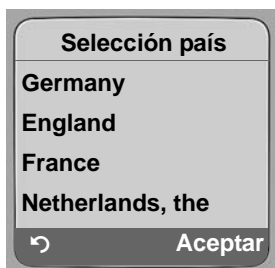 Selección país
Germany
England
France
Netherlands, the
Aceptar